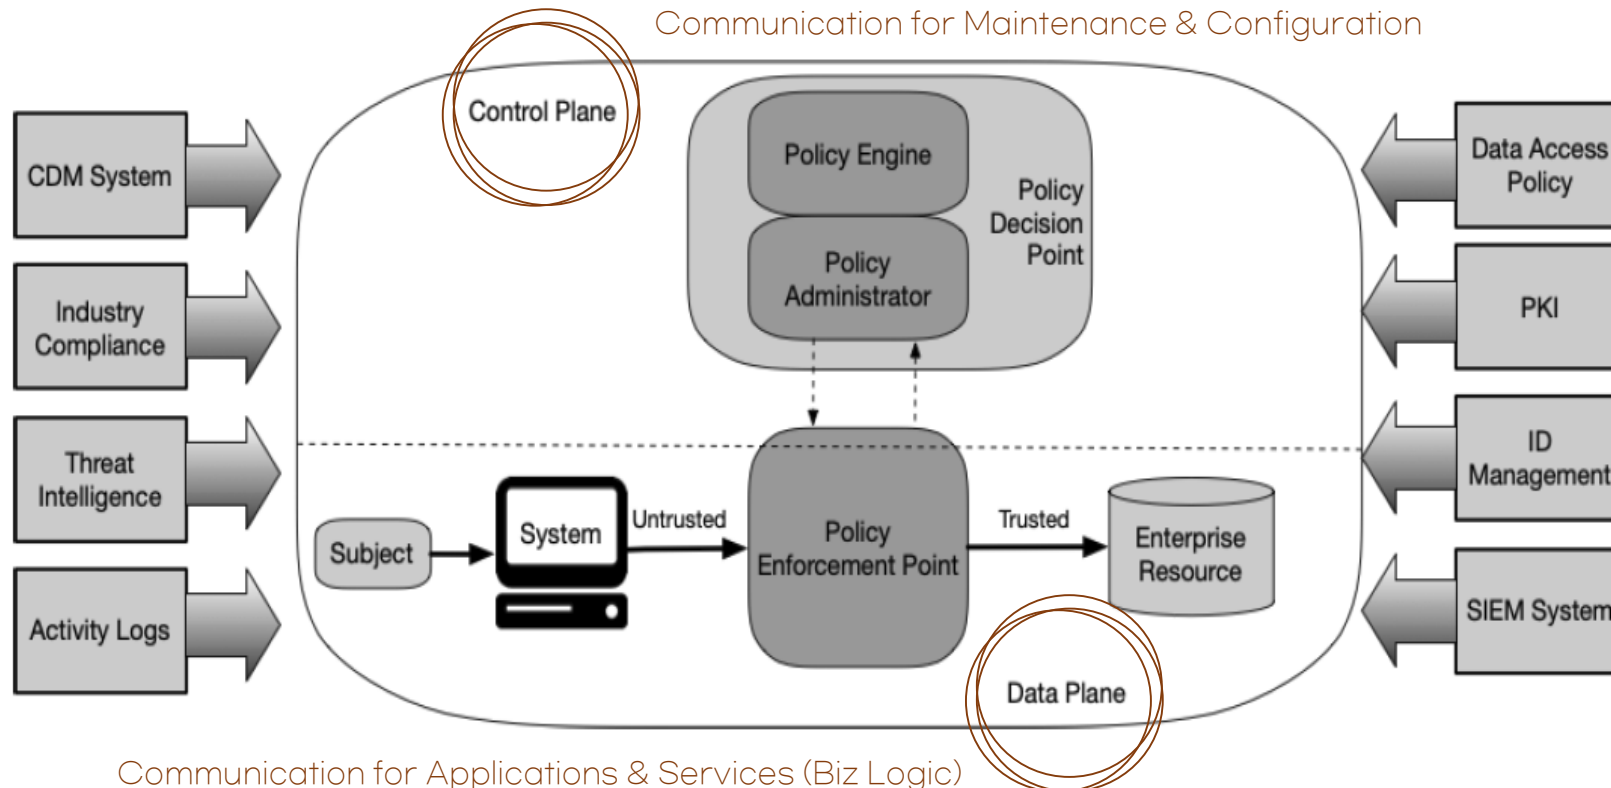 Communication for Maintenance & Configuration
Control Plane
CDM System
Industry
Compliance
Threat
Intelligence
Activity Logs
Policy Engine
Policy
Administrator
Policy
Decision
Point
Subject
System
Untrusted
Policy
Enforcement Point
Trusted
Enterprise
Resource
Data Plane
Data Access
Policy
PKI
ID
Management
SIEM System
Communication for Applications & Services (Biz Logic)